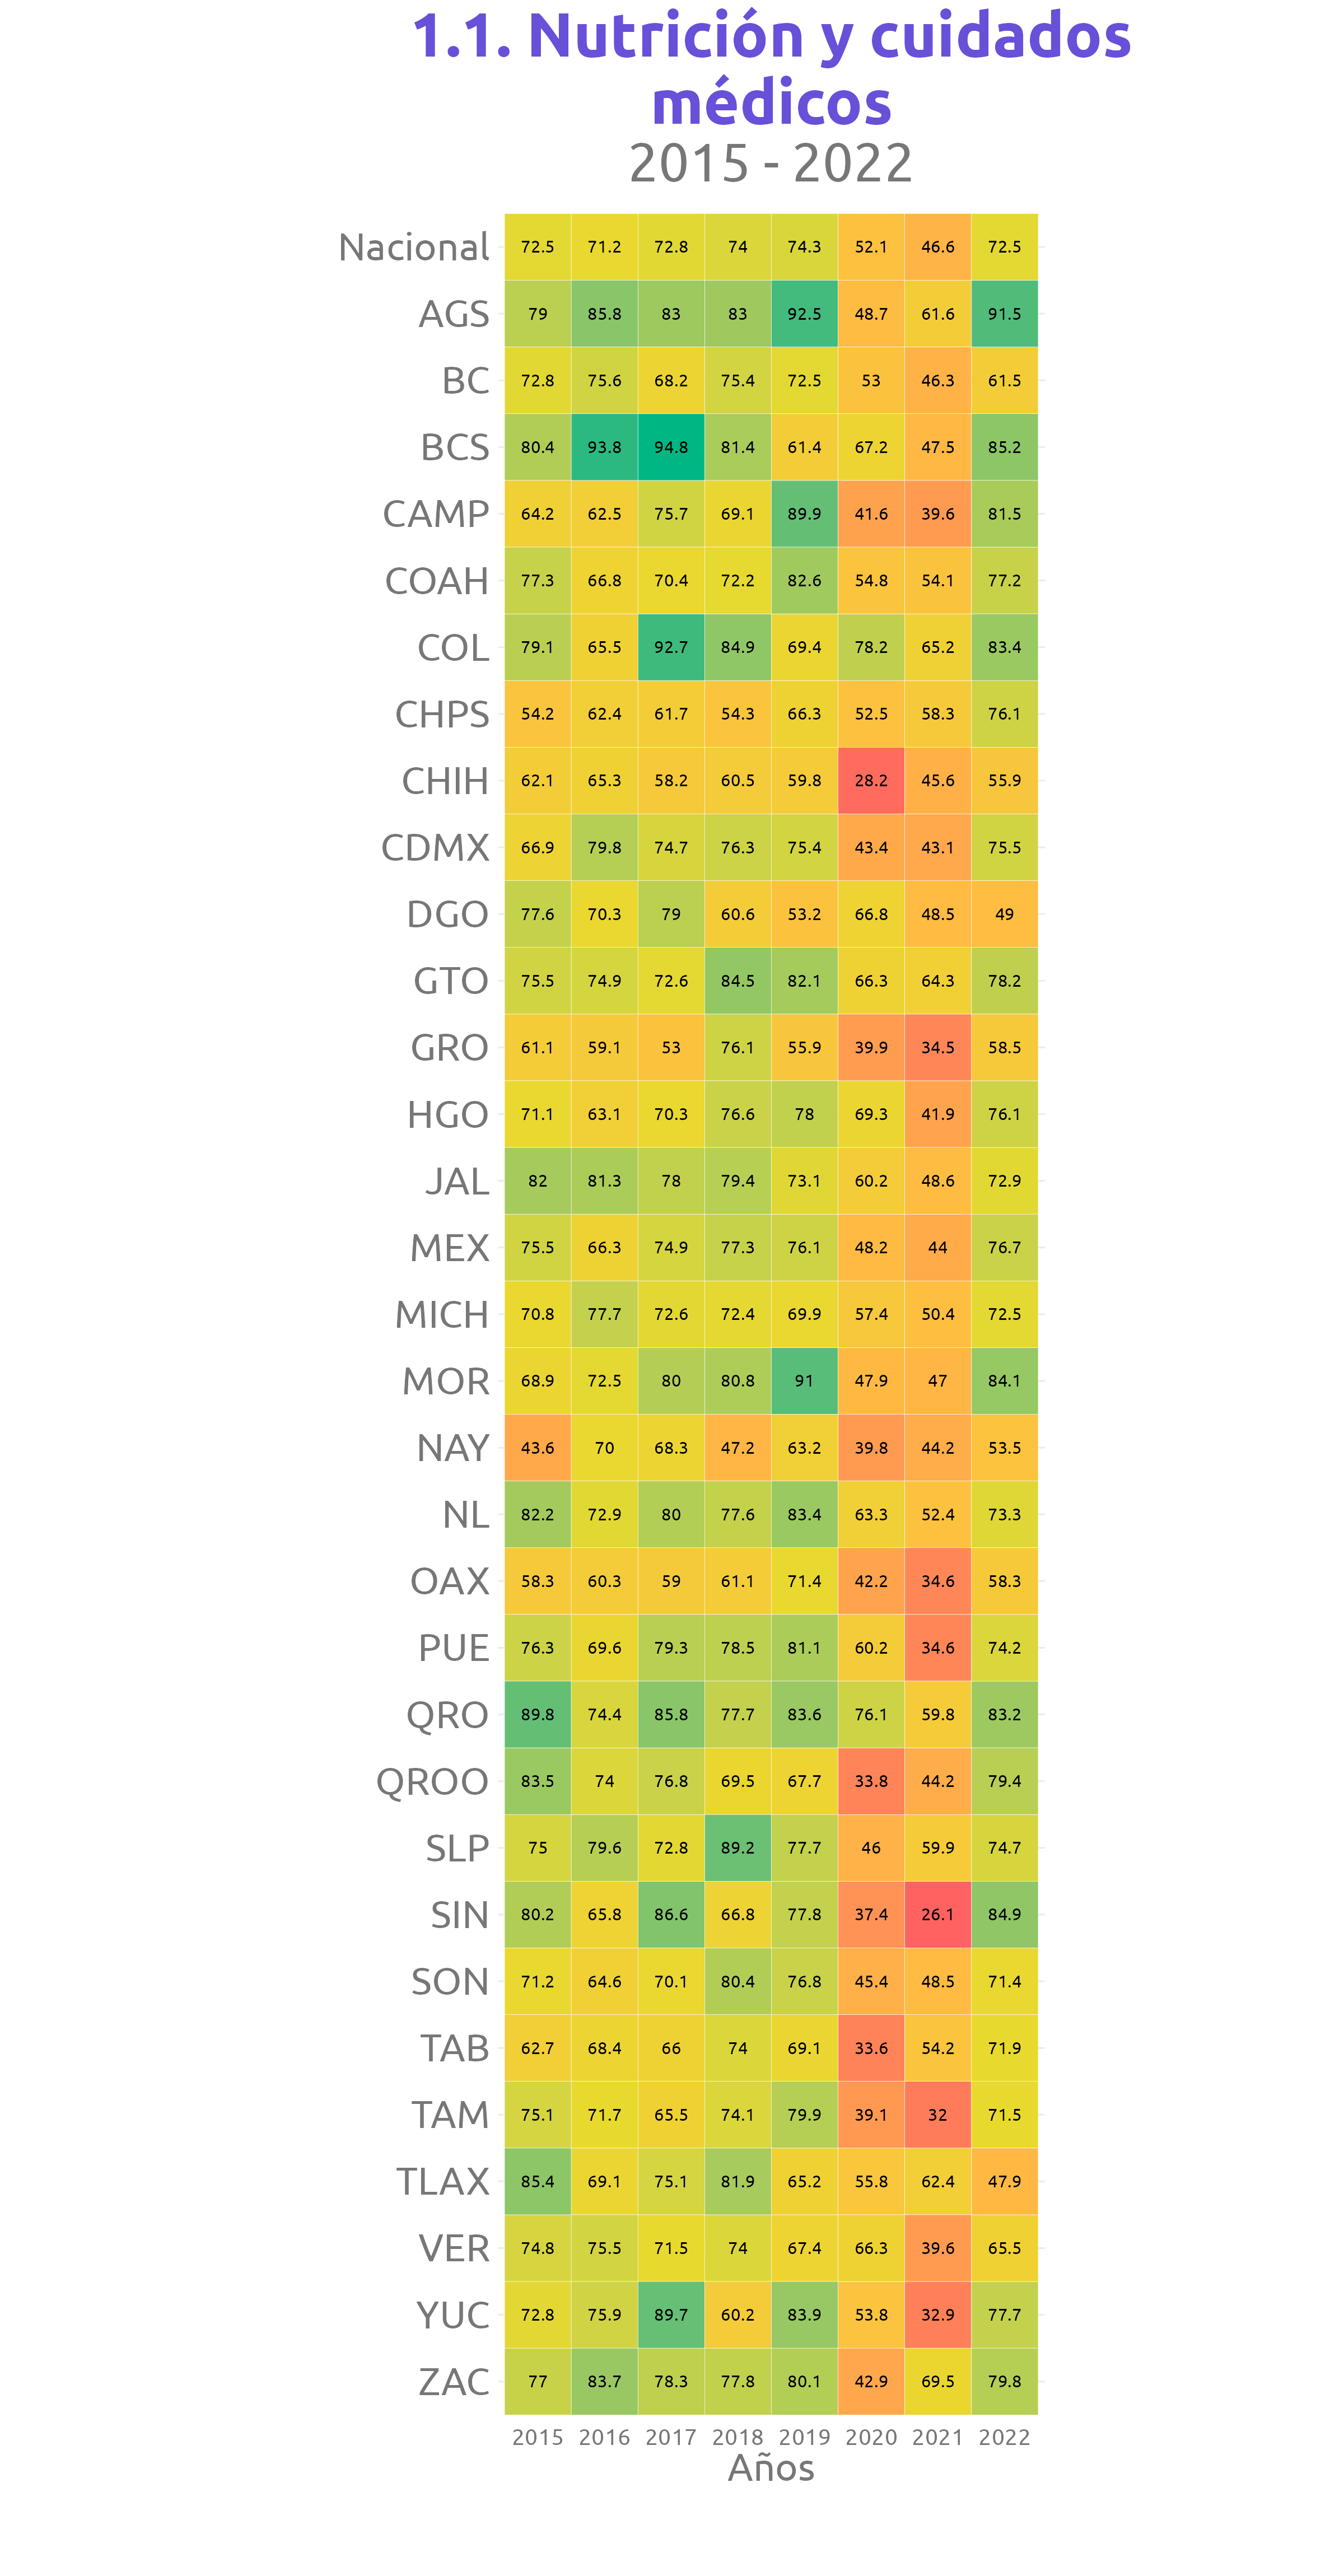 1.1. Nutrición y cuidados
médicos
2015 - 2022
Nacional 72.5 71.2 72.8 74 74.3 52.1 46.6 72.5
AGS 79 85.8 83 83 92.5 48.7 61.6 91.5
BC 72.8 75.6 68.2 75.4 72.5 53 46.3 61.5
BCS 80.4 93.8 94.8 81.4 61.4 67.2 47.5 85.2
CAMP 64.2 62.5 75.7 69.1 89.9 41.6 39.6 81.5
COAH 77.3 66.8 70.4 72.2 82.6 54.8 54.1 77.2
COL 79.1 65.5 92.7 84.9 69.4 78.2 65.2 83.4
CHPS 54.2 62.4 61.7 54.3 66.3 52.5 58.3 76.1
CHIH 62.1 65.3 58.2 60.5 59.8 28.2 45.6 55.9
CDMX 66.9 79.8 74.7 76.3 75.4 43.4 43.1 75.5
DGO 77.6 70.3 79 60.6 53.2 66.8 48.5 49
GTO 75.5 74.9 72.6 84.5 82.1 66.3 64.3 78.2
GRO 61.1 59.1 53 76.1 55.9 39.9 34.5 58.5
HGO 71.1 63.1 70.3 76.6 78 69.3 41.9 76.1
JAL 82 81.3 78 79.4 73.1 60.2 48.6 72.9
MEX 75.5 66.3 74.9 77.3 76.1 48.2 44 76.7
MICH 70.8 77.7 72.6 72.4 69.9 57.4 50.4 72.5
MOR 68.9 72.5 80 80.8 91 47.9 47 84.1
NAY 43.6 70 68.3 47.2 63.2 39.8 44.2 53.5
NL 82.2 72.9 80 77.6 83.4 63.3 52.4 73.3
OAX 58.3 60.3 59 61.1 71.4 42.2 34.6 58.3
PUE 76.3 69.6 79.3 78.5 81.1 60.2 34.6 74.2
QRO 89.8 74.4 85.8 77.7 83.6 76.1 59.8 83.2
QROO 83.5 74 76.8 69.5 67.7 33.8 44.2 79.4
SLP 75 79.6 72.8 89.2 77.7 46 59.9 74.7
SIN 80.2 65.8 86.6 66.8 77.8 37.4 26.1 84.9
SON 71.2 64.6 70.1 80.4 76.8 45.4 48.5 71.4
TAB 62.7 68.4 66 74 69.1 33.6 54.2 71.9
TAM 75.1 71.7 65.5 74.1 79.9 39.1 32 71.5
TLAX 85.4 69.1 75.1 81.9 65.2 55.8 62.4 47.9
VER 74.8 75.5 71.5 74 67.4 66.3 39.6 65.5
YUC 72.8 75.9 89.7 60.2 83.9 53.8 32.9 77.7
ZAC 77 83.7 78.3 77.8 80.1 42.9 69.5 79.8
2015 2016 2017 2018 2019 2020 2021 2022
Años